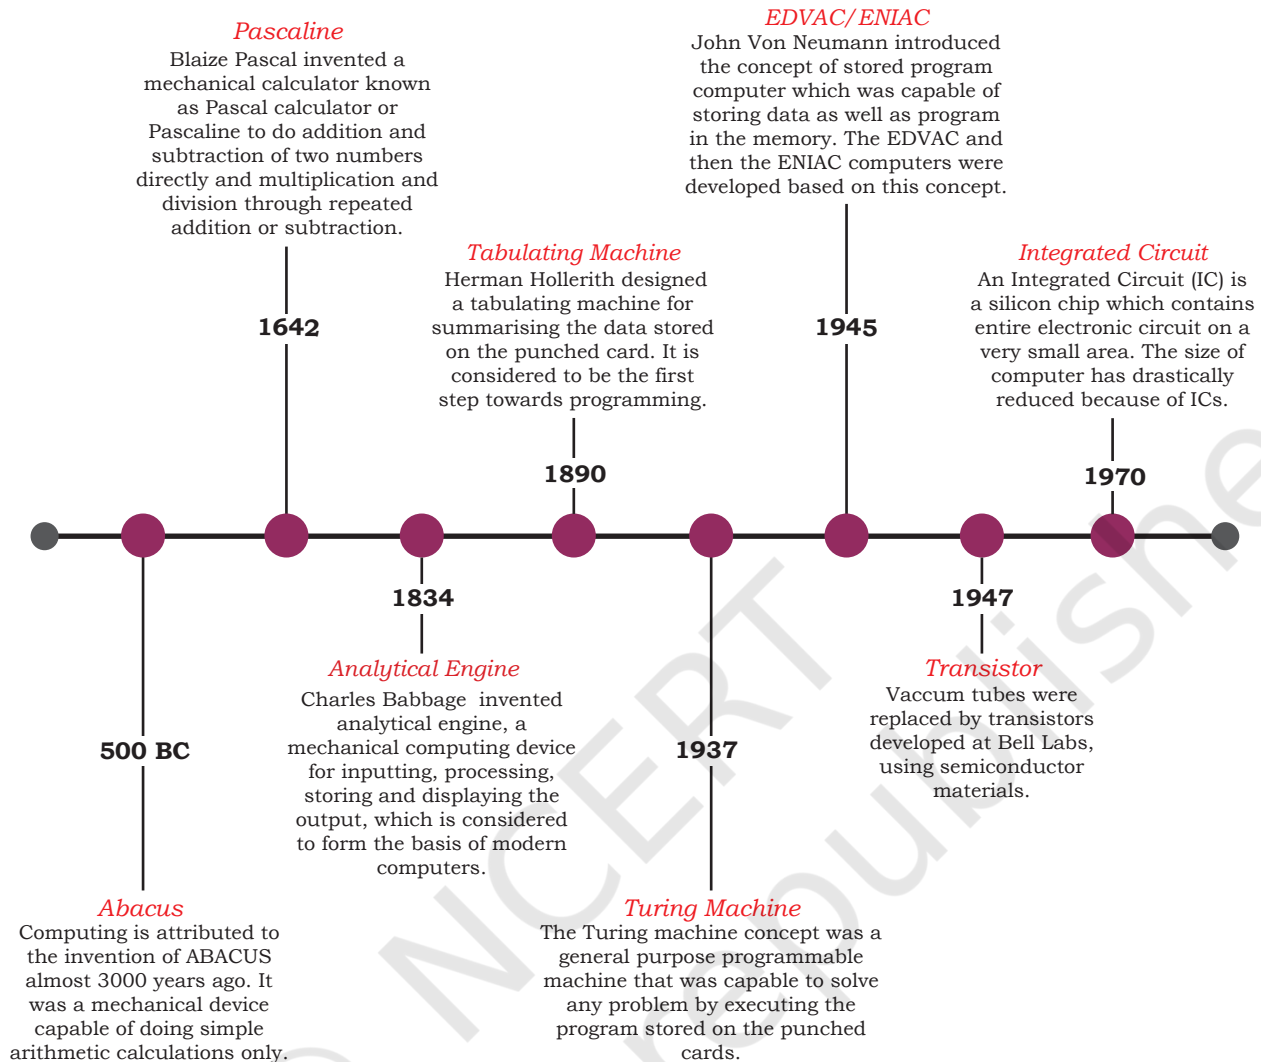 Pascaline
Blaize Pascal invented a
mechanical calculator known
as Pascal calculator or
Pascaline to do addition and
subtraction of two numbers
directly and multiplication and
division through repeated
addition or subtraction.
1642
EDVAC/ENIAC
John Von Neumann introduced
the concept of stored program
computer which was capable of
storing data as well as program
in the memory. The EDVAC and
then the ENIAC computers were
developed based on this concept.
1945
Tabulating Machine
Herman Hollerith designed
a tabulating machine for
summarising the data stored
on the punched card. It is
considered to be the first
step towards programming.
1890
Integrated Circuit
An Integrated Circuit (IC) is
a silicon chip which contains
entire electronic circuit on a
very small area. The size of
computer has drastically
reduced because of ICs.
1970
500 BC
Abacus
Computing is attributed to
the invention of ABACUS
almost 3000 years ago. It
was a mechanical device
capable of doing simple
arithmetic calculations only.
1834
Analytical Engine
Charles Babbage invented
analytical engine, a
mechanical computing device
for inputting, processing,
storing and displaying the
output, which is considered
to form the basis of modern
computers.
1937
Turing Machine
The Turing machine concept was a
general purpose programmable
machine that was capable to solve
any problem by executing the
program stored on the punched
cards.
1947
Transistor
Vaccum tubes were
replaced by transistors
developed at Bell Labs,
using semiconductor
materials.
© NCERT
republishe